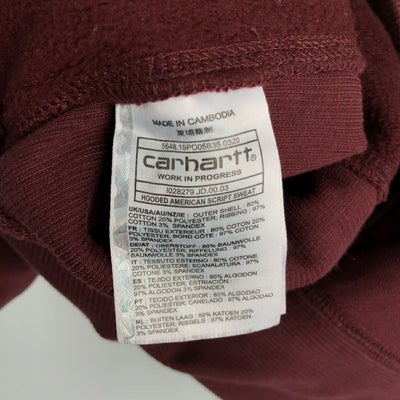 MADE IN CAMBODIA
柬埔寨制
5648.19PO05835.0320
carhartt
WORK IN PROGRESS
I028279.JD.00.03
HOODED AMERICAN SCRIPT SWEAT
UK/USA/AU/NZ/IE: OUTER SHELL: 80%
COTTON 20% POLYESTER; RIBBING: 97%
COTTON 3% SPANDEX
FR: TISSU EXTERIEUR: 80% COTON 20%
POLYESTER, BORD COTE: 97% COTON
3% SPANDEX
DE/AT: OBERSTOFF: 80% BAUMWOLLE
20% POLYESTER; RIFFELUNG: 97%
BAUMWOLLE 3% SPANDEX
IT: TESSUTO ESTERNO: 80% COTONE
20% POLIESTERE; SCANALATURA: 97%
COTONE 3% SPANDEX
ES: TEJIDO EXTERIOR: 80% ALGODON
20% POLIESTER; ESTRIACIÓN:
97% ALGODON 3% SPANDEX
PT: TECIDO EXTERIOR: 80% ALGODAO
20% POLIESTER; CANELADO: 97% ALGODAO
3% SPANDEX
NL: BUITEN LAAG: 80% KATOEN 20%
POLYESTER; RIBBELS: 97% KATOEN
3% SPANDEX